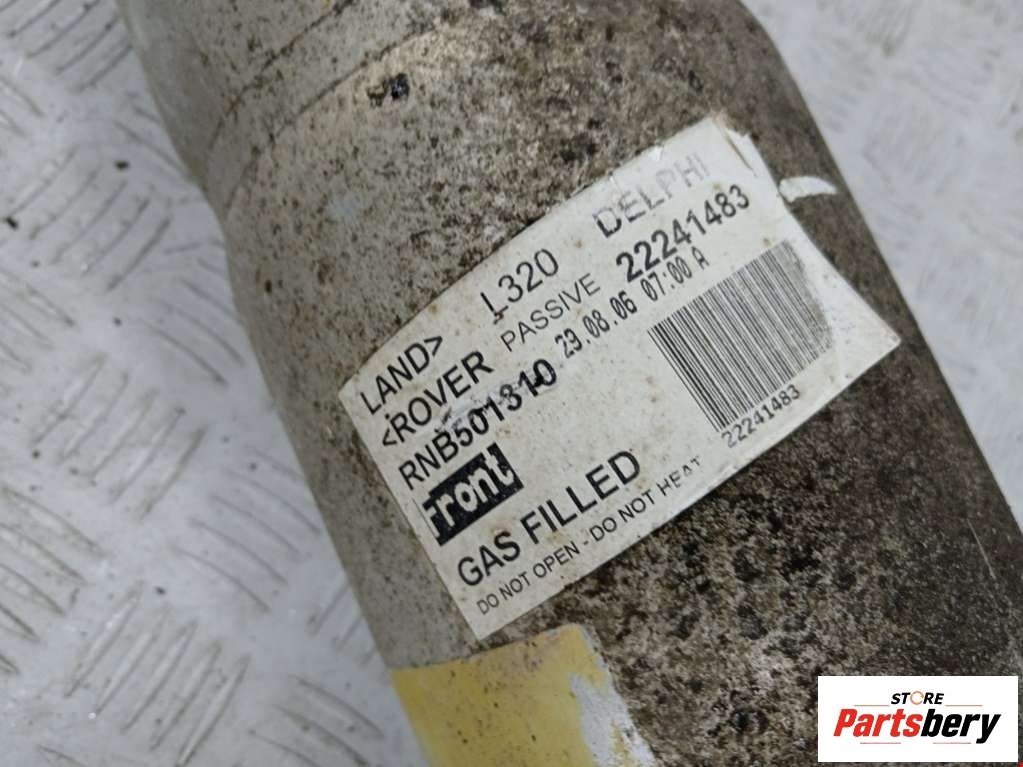 LAND> L320 DELPHI
<ROVER PASSIVE 22241483
RNB501310 29.08.06 07:00 A
Front
22241483
GAS FILLED
DO NOT OPEN - DO NOT HEAT
STORE
Partsbery